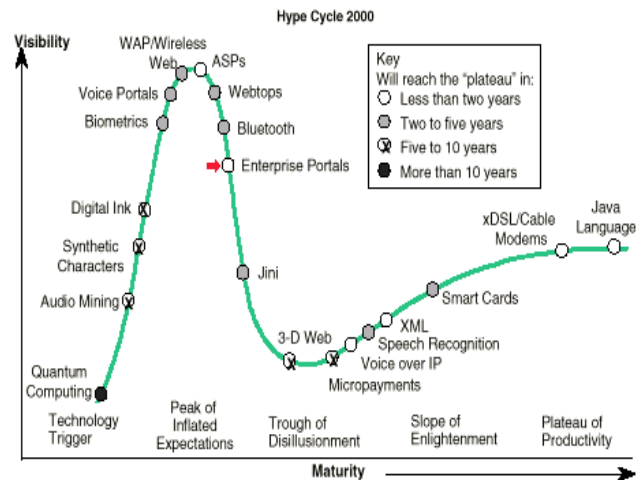 Hype Cycle 2000
Visibility
WAP/Wireless
Web
ASPs
Voice Portals
Webtops
Biometrics
Bluetooth
Enterprise Portals
Key
Will reach the “plateau” in:
Less than two years
Two to five years
Five to 10 years
More than 10 years
Digital Ink
Synthetic
Characters
Audio Mining
Jini
xDSL/Cable
Modems
Java
Language
Smart Cards
3-D Web
XML
Speech Recognition
Voice over IP
Micropayments
Quantum
Computing
Technology
Trigger
Peak of
Inflated
Expectations
Trough of
Disillusionment
Slope of
Enlightenment
Plateau of
Productivity
Maturity